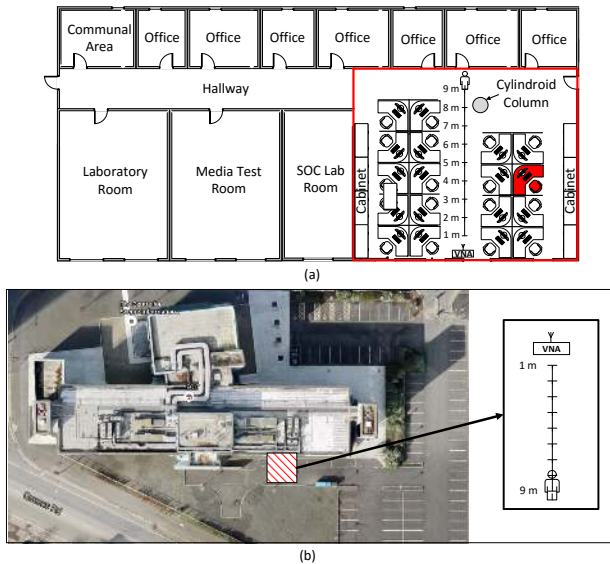 Communal
Area
Office
Office
Office
Office
Office
Office
Office
Hallway
Cylindroid
Column
9 m
8 m
7 m
6 m
5 m
4 m
3 m
2 m
1 m
Laboratory
Room
Media Test
Room
SOC Lab
Room
Cabinet
Cabinet
VNA
(a)
VNA
1 m
9 m
(b)